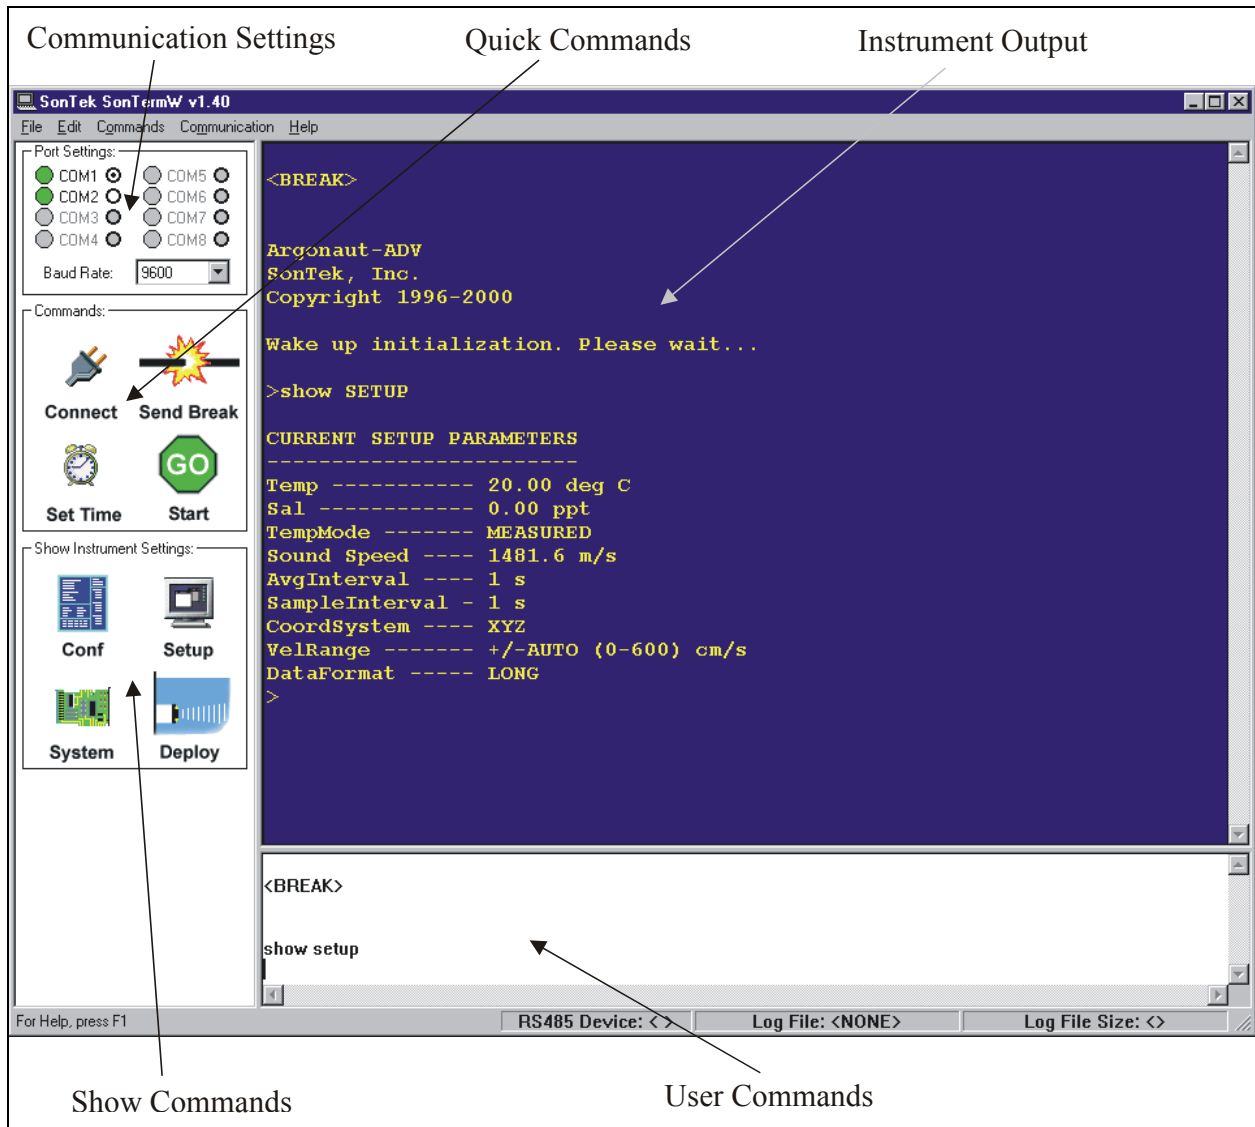 Communication Settings
Quick Commands
Instrument Output
SonTek SonTermW v1.40
File Edit Commands Communication Help
Port Settings:
COM1 COM5
COM2 COM6
COM3 COM7
COM4 COM8
Baud Rate: 9600
Commands:
Connect Send Break
GO
Set Time Start
Show Instrument Settings:
Conf Setup
System Deploy
<BREAK>
Argonaut-ADV
SonTek, Inc.
Copyright 1996-2000
Wake up initialization. Please wait...
>show SETUP
CURRENT SETUP PARAMETERS
------------------------
Temp ----------- 20.00 deg C
Sal ------------ 0.00 ppt
TempMode ------- MEASURED
Sound Speed ---- 1481.6 m/s
AvgInterval ---- 1 s
SampleInterval - 1 s
CoordSystem ---- XYZ
VelRange ------- +/-AUTO (0-600) cm/s
DataFormat ----- LONG
>
<BREAK>
show setup
For Help, press F1
RS485 Device: < >
Log File: <NONE>
Log File Size: <>
Show Commands
User Commands